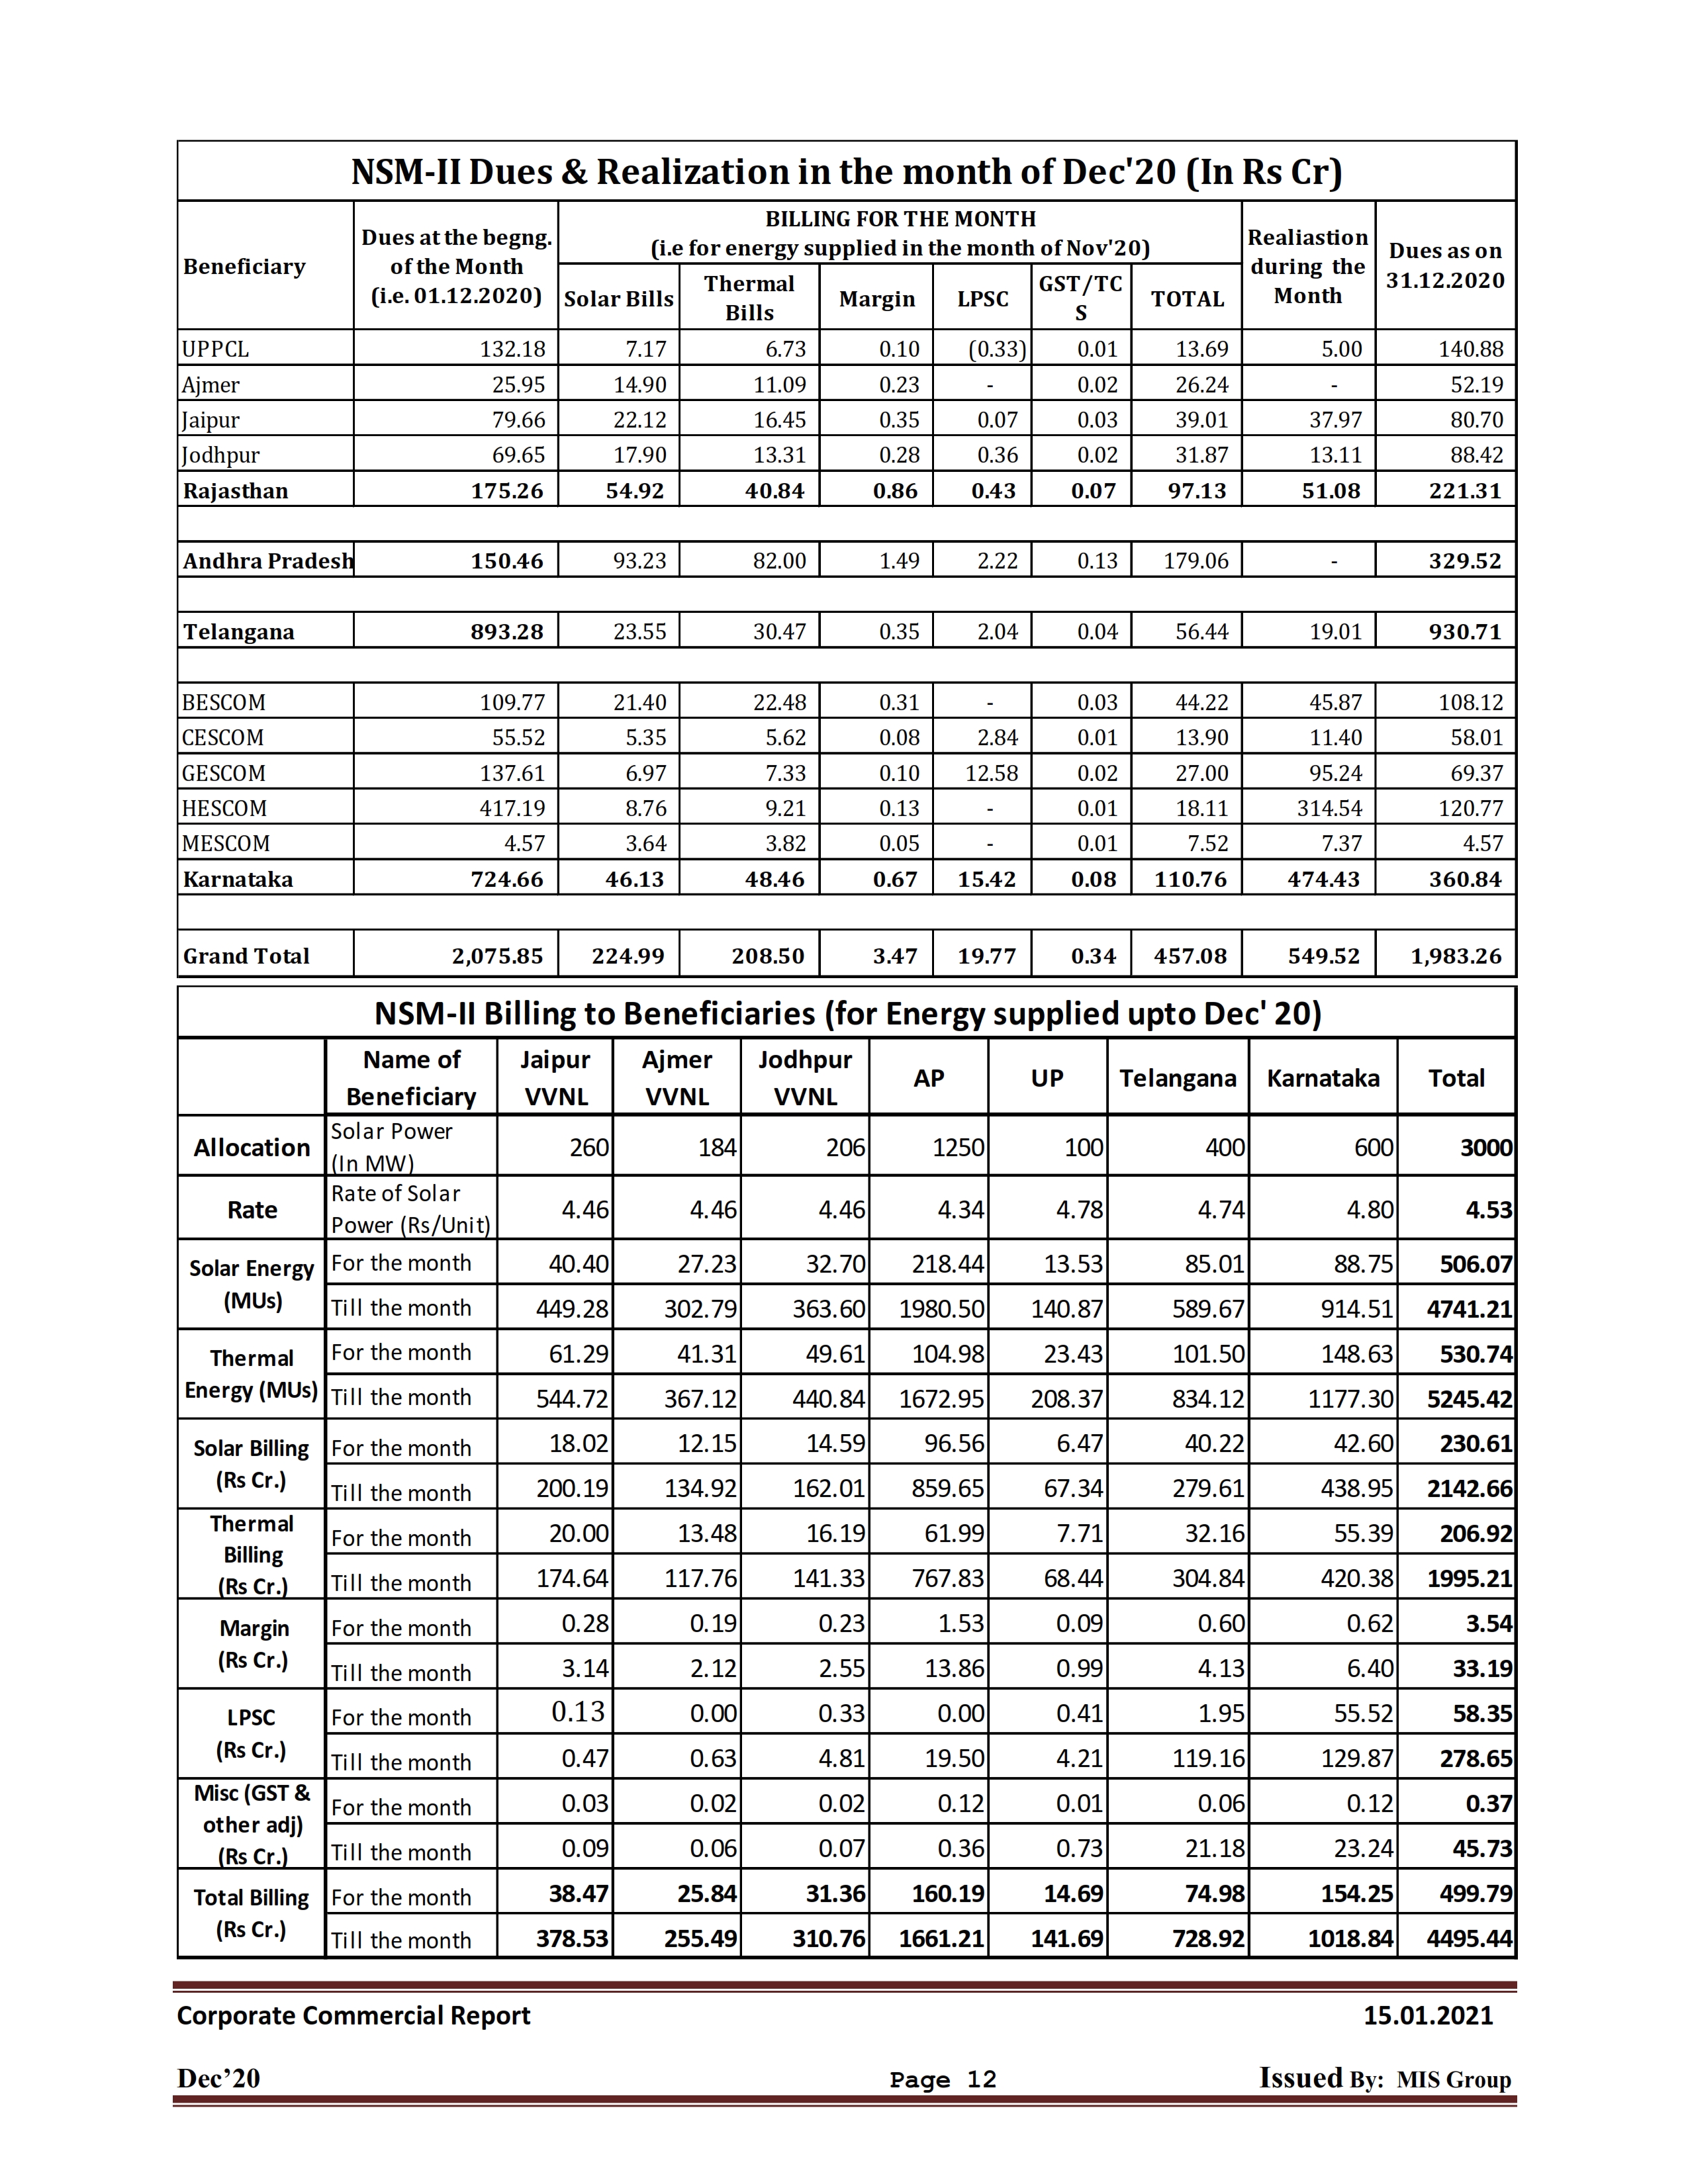 NSM-II Dues & Realization in the month of Dec'20 (In Rs Cr)
Beneficiary Dues at the begng. of the Month (i.e. 01.12.2020) BILLING FOR THE MONTH (i.e for energy supplied in the month of Nov'20) Realiastion during the Month Dues as on 31.12.2020
Solar Bills Thermal Bills Margin LPSC GST/TCS TOTAL
UPPCL 132.18 7.17 6.73 0.10 (0.33) 0.01 13.69 5.00 140.88
Ajmer 25.95 14.90 11.09 0.23 - 0.02 26.24 - 52.19
Jaipur 79.66 22.12 16.45 0.35 0.07 0.03 39.01 37.97 80.70
Jodhpur 69.65 17.90 13.31 0.28 0.36 0.02 31.87 13.11 88.42
Rajasthan 175.26 54.92 40.84 0.86 0.43 0.07 97.13 51.08 221.31
Andhra Pradesh 150.46 93.23 82.00 1.49 2.22 0.13 179.06 - 329.52
Telangana 893.28 23.55 30.47 0.35 2.04 0.04 56.44 19.01 930.71
BESCOM 109.77 21.40 22.48 0.31 - 0.03 44.22 45.87 108.12
CESCOM 55.52 5.35 5.62 0.08 2.84 0.01 13.90 11.40 58.01
GESCOM 137.61 6.97 7.33 0.10 12.58 0.02 27.00 95.24 69.37
HESCOM 417.19 8.76 9.21 0.13 - 0.01 18.11 314.54 120.77
MESCOM 4.57 3.64 3.82 0.05 - 0.01 7.52 7.37 4.57
Karnataka 724.66 46.13 48.46 0.67 15.42 0.08 110.76 474.43 360.84
Grand Total 2,075.85 224.99 208.50 3.47 19.77 0.34 457.08 549.52 1,983.26
NSM-II Billing to Beneficiaries (for Energy supplied upto Dec' 20)
Name of Beneficiary Jaipur VVNL Ajmer VVNL Jodhpur VVNL AP UP Telangana Karnataka Total
Allocation Solar Power (In MW) 260 184 206 1250 100 400 600 3000
Rate Rate of Solar Power (Rs/Unit) 4.46 4.46 4.46 4.34 4.78 4.74 4.80 4.53
Solar Energy (MUs) For the month 40.40 27.23 32.70 218.44 13.53 85.01 88.75 506.07
Till the month 449.28 302.79 363.60 1980.50 140.87 589.67 914.51 4741.21
Thermal Energy (MUs) For the month 61.29 41.31 49.61 104.98 23.43 101.50 148.63 530.74
Till the month 544.72 367.12 440.84 1672.95 208.37 834.12 1177.30 5245.42
Solar Billing (Rs Cr.) For the month 18.02 12.15 14.59 96.56 6.47 40.22 42.60 230.61
Till the month 200.19 134.92 162.01 859.65 67.34 279.61 438.95 2142.66
Thermal Billing (Rs Cr.) For the month 20.00 13.48 16.19 61.99 7.71 32.16 55.39 206.92
Till the month 174.64 117.76 141.33 767.83 68.44 304.84 420.38 1995.21
Margin (Rs Cr.) For the month 0.28 0.19 0.23 1.53 0.09 0.60 0.62 3.54
Till the month 3.14 2.12 2.55 13.86 0.99 4.13 6.40 33.19
LPSC (Rs Cr.) For the month 0.13 0.00 0.33 0.00 0.41 1.95 55.52 58.35
Till the month 0.47 0.63 4.81 19.50 4.21 119.16 129.87 278.65
Misc (GST & other adj) (Rs Cr.) For the month 0.03 0.02 0.02 0.12 0.01 0.06 0.12 0.37
Till the month 0.09 0.06 0.07 0.36 0.73 21.18 23.24 45.73
Total Billing (Rs Cr.) For the month 38.47 25.84 31.36 160.19 14.69 74.98 154.25 499.79
Till the month 378.53 255.49 310.76 1661.21 141.69 728.92 1018.84 4495.44
Corporate Commercial Report 15.01.2021
Dec’20 Page 12 Issued By: MIS Group